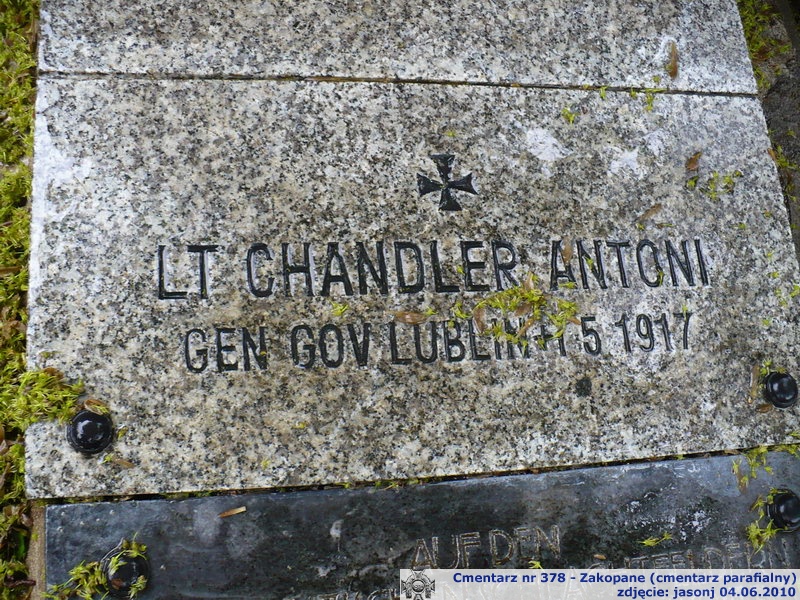 LT CHANDLER ANTONI
GEN GOV LUBLIN 5 1917
AUF DEN
Cmentarz nr 378 - Zakopane (cmentarz parafialny)
zdjęcie: jasonj 04.06.2010